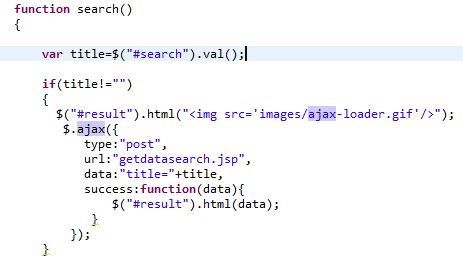 function search()
{
var title=$("#search").val();
if(title!="")
{
$("#result").html("<img src='images/ajax-loader.gif'/>");
$.ajax({
type:"post",
url:"getdatasearch.jsp",
data:"title="+title,
success:function(data){
$("#result").html(data);
}
});
}